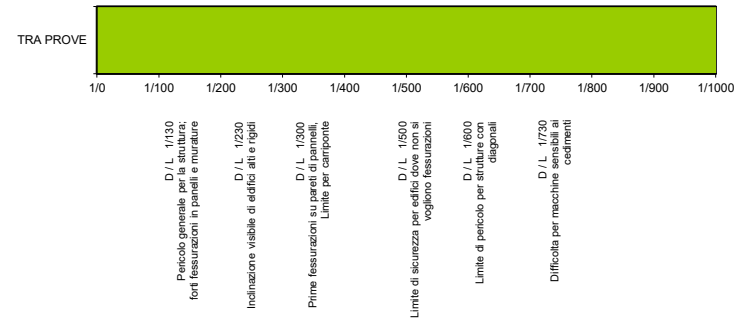 TRA PROVE
1/0 1/100 1/200 1/300 1/400 1/500 1/600 1/700 1/800 1/900 1/1000
D / L 1/130
Pericolo generale per la struttura;
forti fessurazioni in panelli e murature
D / L 1/230
Inclinazione visibile di eldifici alti e rigidi
D / L 1/300
Prime fessurazioni su pareti di pannelli,
Limite per carriponte
D / L 1/500
Limite di sicurezza per edifici dove non si
vogliono fessurazioni
D / L 1/600
Limite di pericolo per strutture con
diagonali
D / L 1/730
Difficolta per macchine sensibili ai
cedimenti